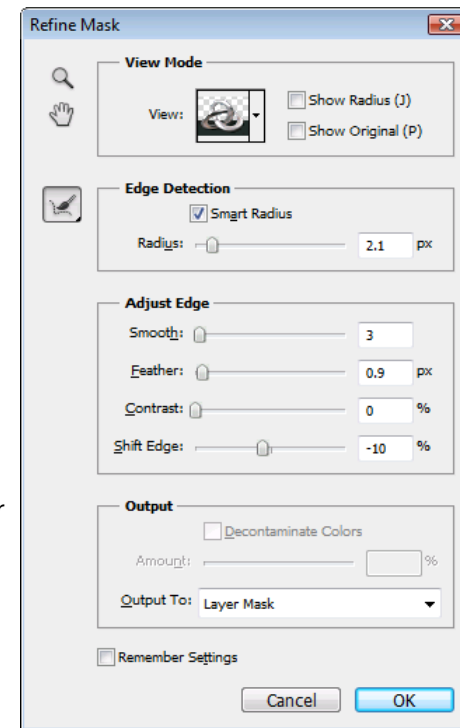 Refine Mask
View Mode
View:
Show Radius (J)
Show Original (P)
Edge Detection
Smart Radius
Radius: 2.1 px
Adjust Edge
Smooth: 3
Feather: 0.9 px
Contrast: 0 %
Shift Edge: -10 %
r
Output
Decontaminate Colors
Amount: %
Output To: Layer Mask
Remember Settings
Cancel OK